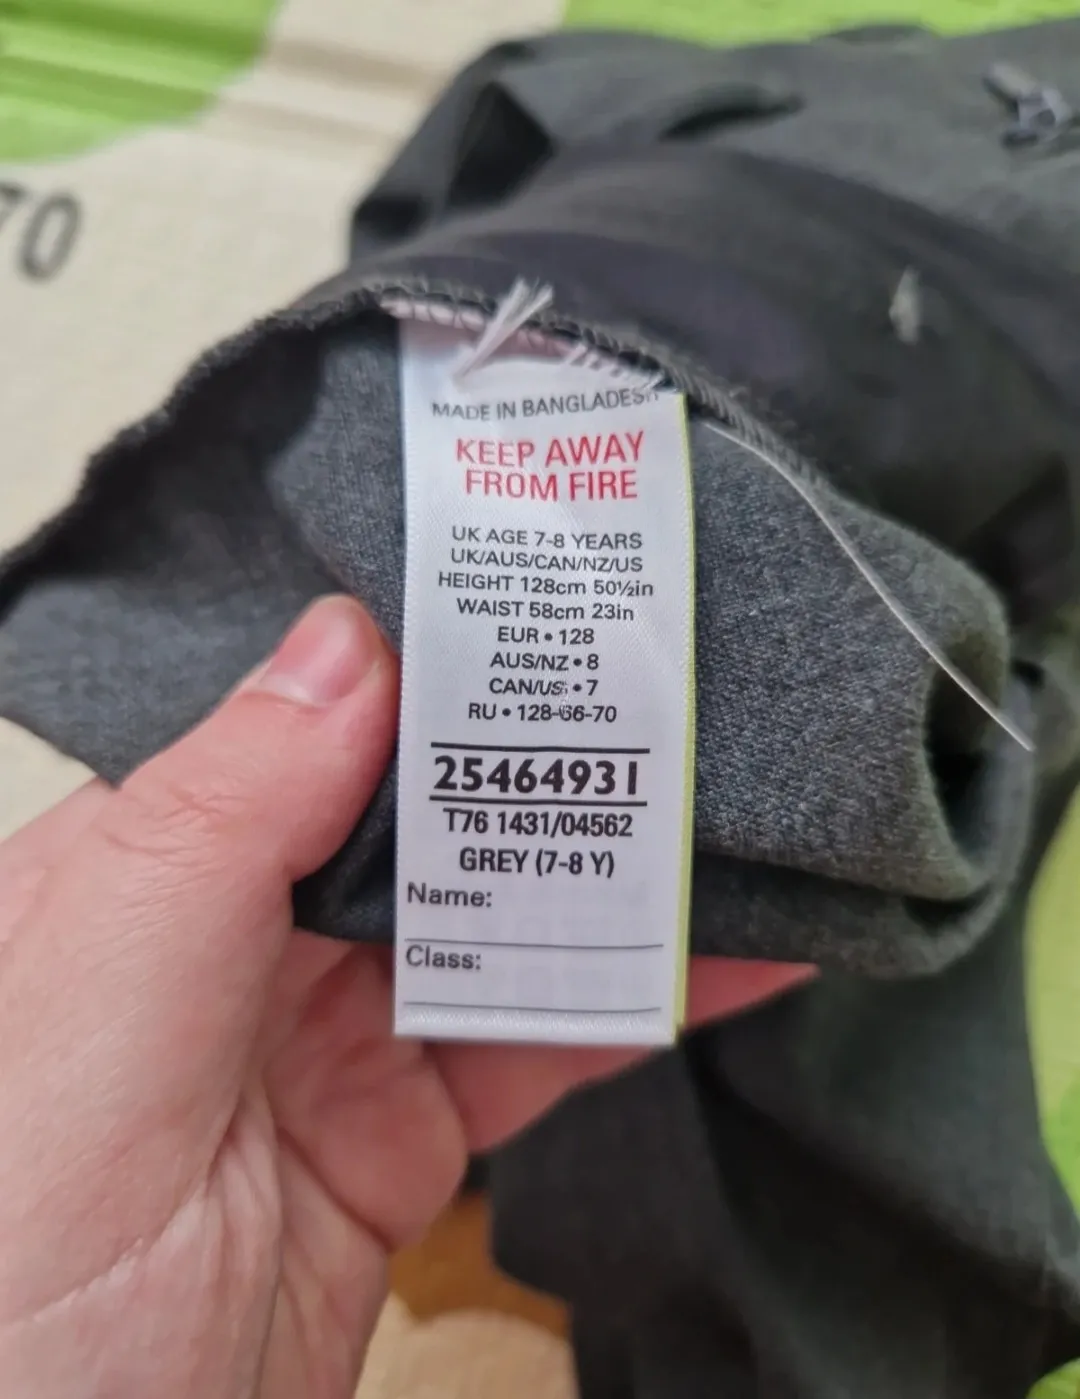 70
MADE IN BANGLADESH
KEEP AWAY
FROM FIRE
UK AGE 7-8 YEARS
UK/AUS/CAN/NZ/US
HEIGHT 128cm 50½in
WAIST 58cm 23in
EUR • 128
AUS/NZ • 8
CAN/US • 7
RU • 128-66-70
25464931
T76 1431/04562
GREY (7-8 Y)
Name:
Class: